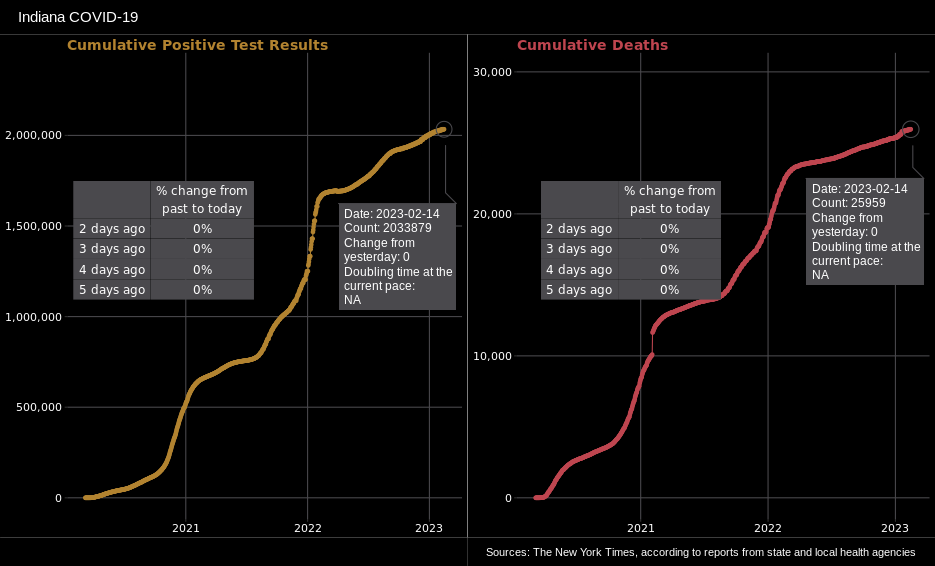 Indiana COVID-19
Cumulative Positive Test Results
2,000,000
1,500,000
1,000,000
500,000
0
2021
2022
2023
% change from
past to today
2 days ago 0%
3 days ago 0%
4 days ago 0%
5 days ago 0%
Date: 2023-02-14
Count: 2033879
Change from
yesterday: 0
Doubling time at the
current pace:
NA
Cumulative Deaths
30,000
20,000
10,000
0
2021
2022
2023
% change from
past to today
2 days ago 0%
3 days ago 0%
4 days ago 0%
5 days ago 0%
Date: 2023-02-14
Count: 25959
Change from
yesterday: 0
Doubling time at the
current pace:
NA
Sources: The New York Times, according to reports from state and local health agencies